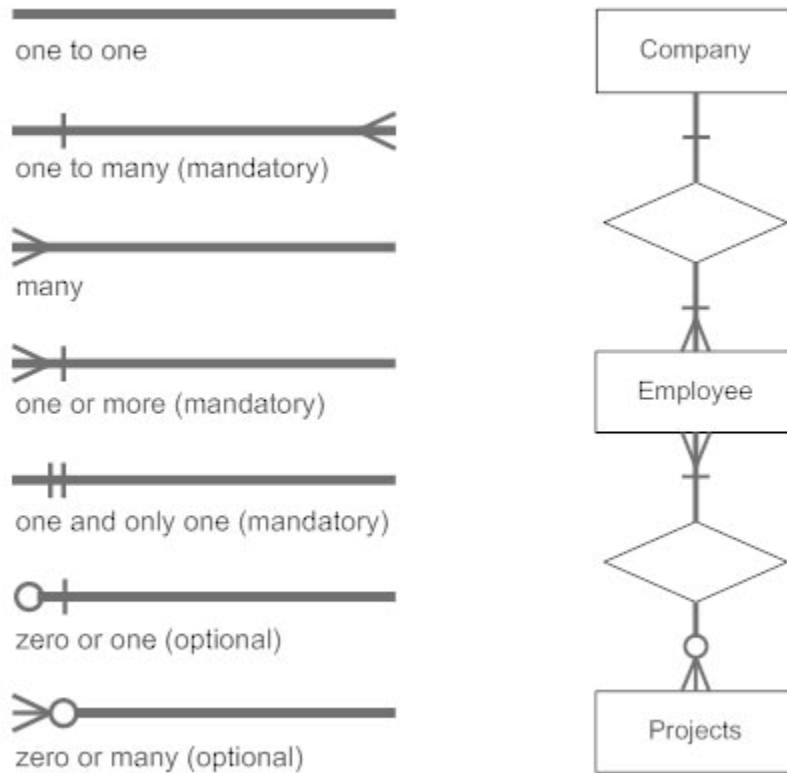 one to one
one to many (mandatory)
many
one or more (mandatory)
one and only one (mandatory)
zero or one (optional)
zero or many (optional)
Company
Employee
Projects